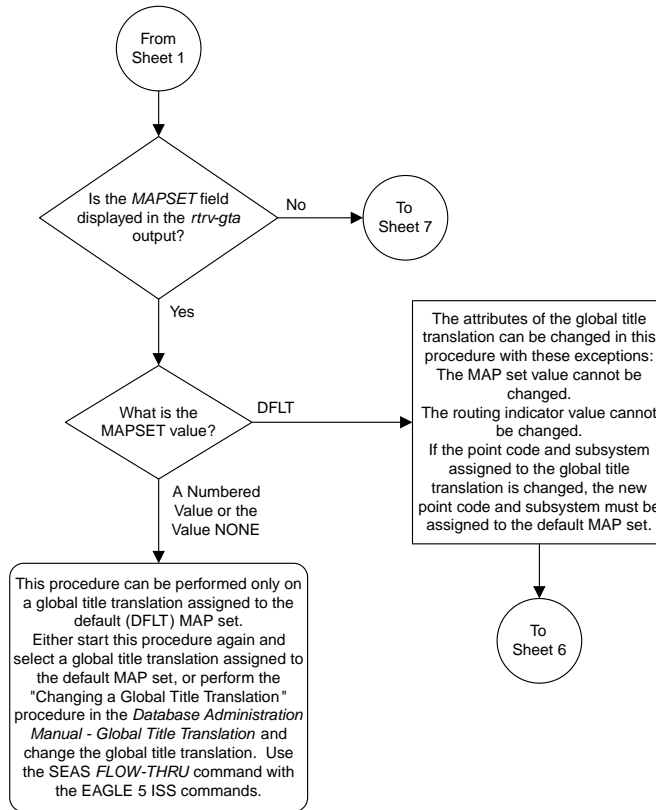 From
Sheet 1
Is the MAPSET field
displayed in the rtrv-gta
output?
No
To
Sheet 7
Yes
What is the
MAPSET value?
DFLT
The attributes of the global title
translation can be changed in this
procedure with these exceptions:
The MAP set value cannot be
changed.
The routing indicator value cannot
be changed.
If the point code and subsystem
assigned to the global title
translation is changed, the new
point code and subsystem must be
assigned to the default MAP set.
A Numbered
Value or the
Value NONE
This procedure can be performed only on
a global title translation assigned to the
default (DFLT) MAP set.
Either start this procedure again and
select a global title translation assigned to
the default MAP set, or perform the
"Changing a Global Title Translation"
procedure in the Database Administration
Manual - Global Title Translation and
change the global title translation.  Use
the SEAS FLOW-THRU command with
the EAGLE 5 ISS commands.
To
Sheet 6